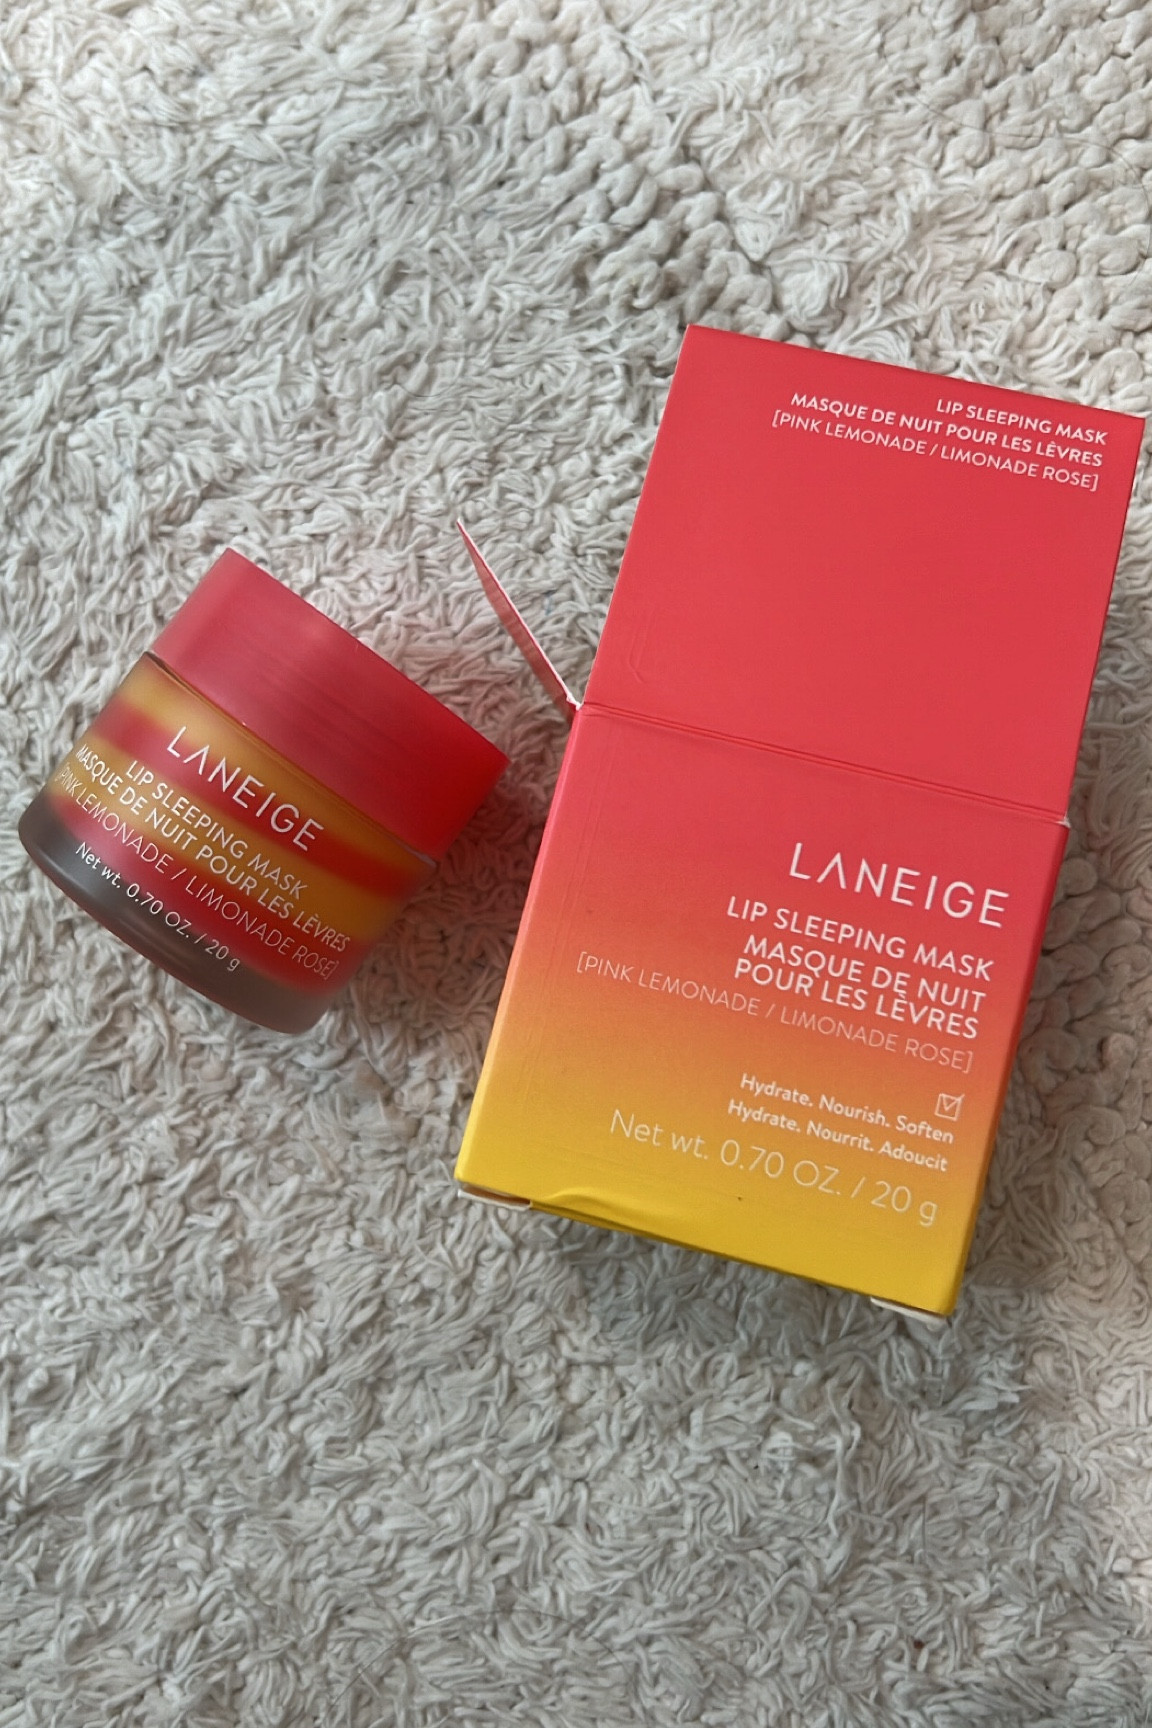 LIP SLEEPING MASK
MASQUE DE NUIT POUR LES LÈVRES
[PINK LEMONADE / LIMONADE ROSE]
LANEIGE
LIP SLEEPING MASK
MASQUE DE NUIT POUR LES LÈVRES
[PINK LEMONADE / LIMONADE ROSE]
Net wt. 0.70 OZ. / 20 g
LANEIGE
LIP SLEEPING MASK
MASQUE DE NUIT
POUR LES LÈVRES
[PINK LEMONADE / LIMONADE ROSE]
Hydrate. Nourish. Soften
Hydrate. Nourrit. Adoucit
Net wt. 0.70 OZ. / 20 g